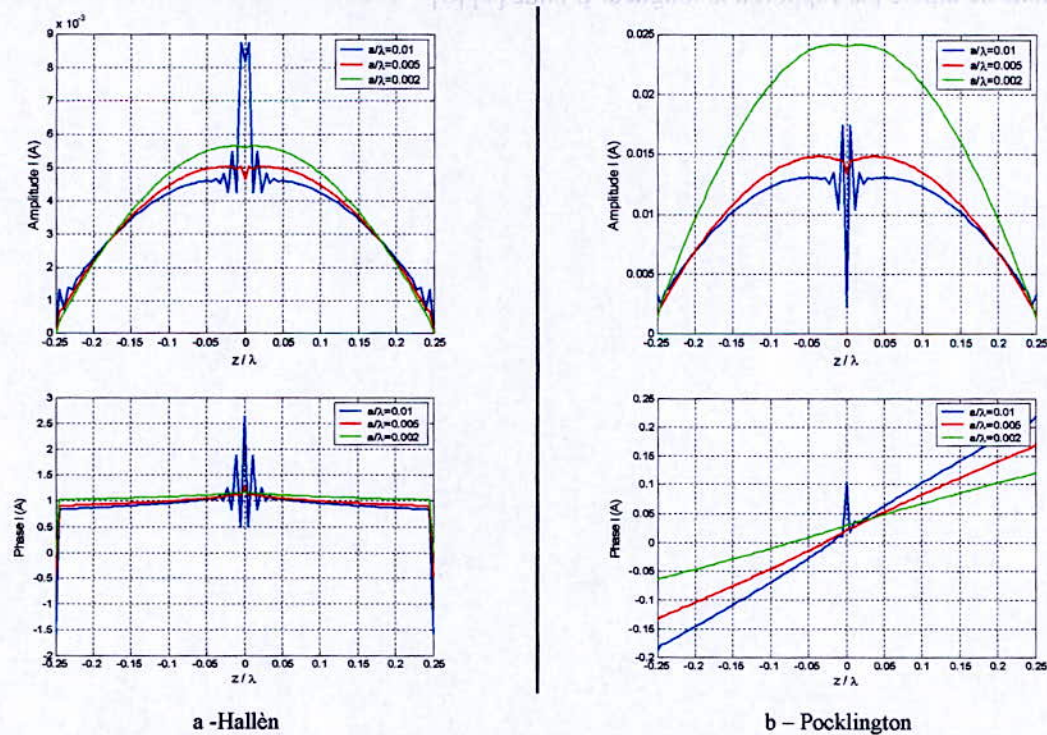 x 10⁻³
9
8
7
6
5
4
3
2
1
0
Amplitude I (A)
-0.25 -0.2 -0.15 -0.1 -0.05 0 0.05 0.1 0.15 0.2 0.25
z / λ
a/λ=0.01
a/λ=0.005
a/λ=0.002
0.025
0.02
0.015
0.01
0.005
0
Amplitude I (A)
-0.25 -0.2 -0.15 -0.1 -0.05 0 0.05 0.1 0.15 0.2 0.25
z / λ
a/λ=0.01
a/λ=0.005
a/λ=0.002
3
2.5
2
1.5
1
0.5
0
-0.5
-1
-1.5
-2
Phase I (A)
-0.25 -0.2 -0.15 -0.1 -0.05 0 0.05 0.1 0.15 0.2 0.25
z / λ
a/λ=0.01
a/λ=0.005
a/λ=0.002
0.25
0.2
0.15
0.1
0.05
0
-0.05
-0.1
-0.15
-0.2
Phase I (A)
-0.25 -0.2 -0.15 -0.1 -0.05 0 0.05 0.1 0.15 0.2 0.25
z / λ
a/λ=0.01
a/λ=0.005
a/λ=0.002
a -Hallèn
b – Pocklington